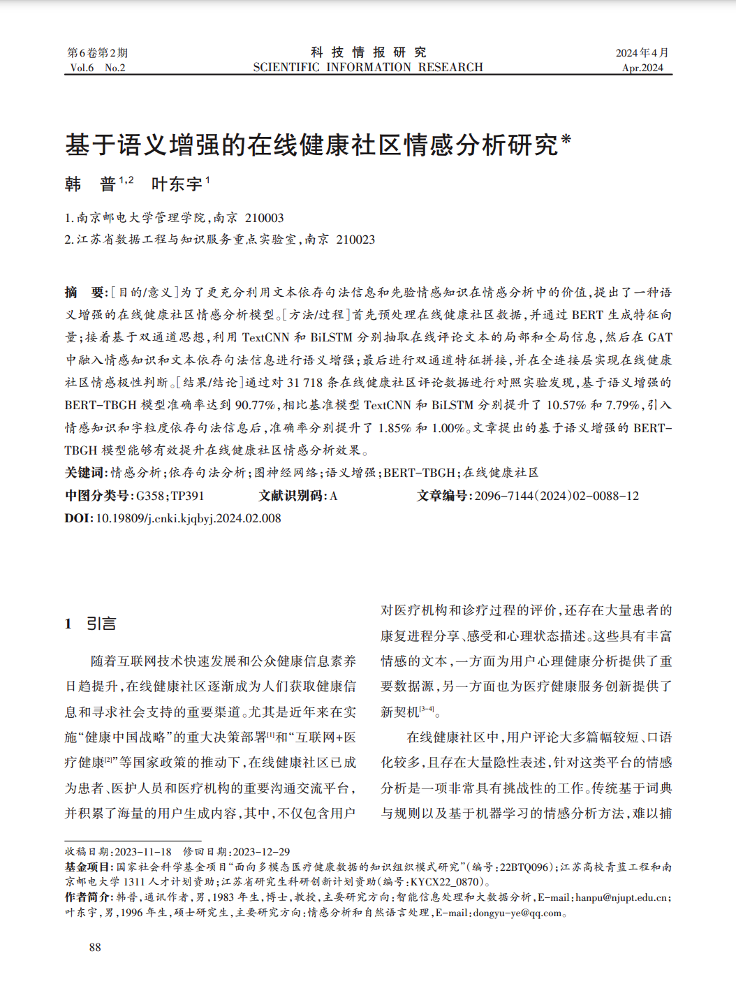 第6卷第2期
科技情报研究
2024年4月
Vol.6 No.2
SCIENTIFIC INFORMATION RESEARCH
Apr.2024
基于语义增强的在线健康社区情感分析研究*
韩 普1,2 叶东宇1
1.南京邮电大学管理学院,南京 210003
2.江苏省数据工程与知识服务重点实验室,南京 210023
摘 要:[目的/意义]为了更充分利用文本依存句法信息和先验情感知识在情感分析中的价值,提出了一种语
义增强的在线健康社区情感分析模型。[方法/过程]首先预处理在线健康社区数据,并通过 BERT 生成特征向
量;接着基于双通道思想,利用 TextCNN 和 BiLSTM 分别抽取在线评论文本的局部和全局信息,然后在 GAT
中融入情感知识和文本依存句法信息进行语义增强;最后进行双通道特征拼接,并在全连接层实现在线健康
社区情感极性判断。[结果/结论]通过对 31 718 条在线健康社区评论数据进行对照实验发现,基于语义增强的
BERT-TBGH 模型准确率达到 90.77%,相比基准模型 TextCNN 和 BiLSTM 分别提升了 10.57% 和 7.79%,引入
情感知识和字粒度依存句法信息后,准确率分别提升了 1.85% 和 1.00%。文章提出的基于语义增强的 BERT-
TBGH 模型能够有效提升在线健康社区情感分析效果。
关键词:情感分析;依存句法分析;图神经网络;语义增强;BERT-TBGH;在线健康社区
中图分类号:G358;TP391 文献识别码:A 文章编号:2096-7144(2024)02-0088-12
DOI:10.19809/j.cnki.kjqbyj.2024.02.008
1 引言
随着互联网技术快速发展和公众健康信息素养
日趋提升,在线健康社区逐渐成为人们获取健康信
息和寻求社会支持的重要渠道。尤其是近年来在实
施“健康中国战略”的重大决策部署[1]和“互联网+医
疗健康[2]”等国家政策的推动下,在线健康社区已成
为患者、医护人员和医疗机构的重要沟通交流平台,
并积累了海量的用户生成内容,其中,不仅包含用户
对医疗机构和诊疗过程的评价,还存在大量患者的
康复进程分享、感受和心理状态描述。这些具有丰富
情感的文本,一方面为用户心理健康分析提供了重
要数据源,另一方面也为医疗健康服务创新提供了
新契机[3-4]。
在线健康社区中,用户评论大多篇幅较短、口语
化较多,且存在大量隐性表述,针对这类平台的情感
分析是一项非常具有挑战性的工作。传统基于词典
与规则以及基于机器学习的情感分析方法,难以捕
收稿日期:2023-11-18 修回日期:2023-12-29
基金项目:国家社会科学基金项目“面向多模态医疗健康数据的知识组织模式研究”(编号:22BTQ096);江苏高校青蓝工程和南
京邮电大学 1311 人才计划资助;江苏省研究生科研创新计划资助(编号:KYCX22_0870)。
作者简介:韩普,通讯作者,男,1983 年生,博士,教授,主要研究方向:智能信息处理和大数据分析,E-mail:hanpu@njupt.edu.cn;
叶东宇,男,1996 年生,硕士研究生,主要研究方向:情感分析和自然语言处理,E-mail:dongyu-ye@qq.com。
88